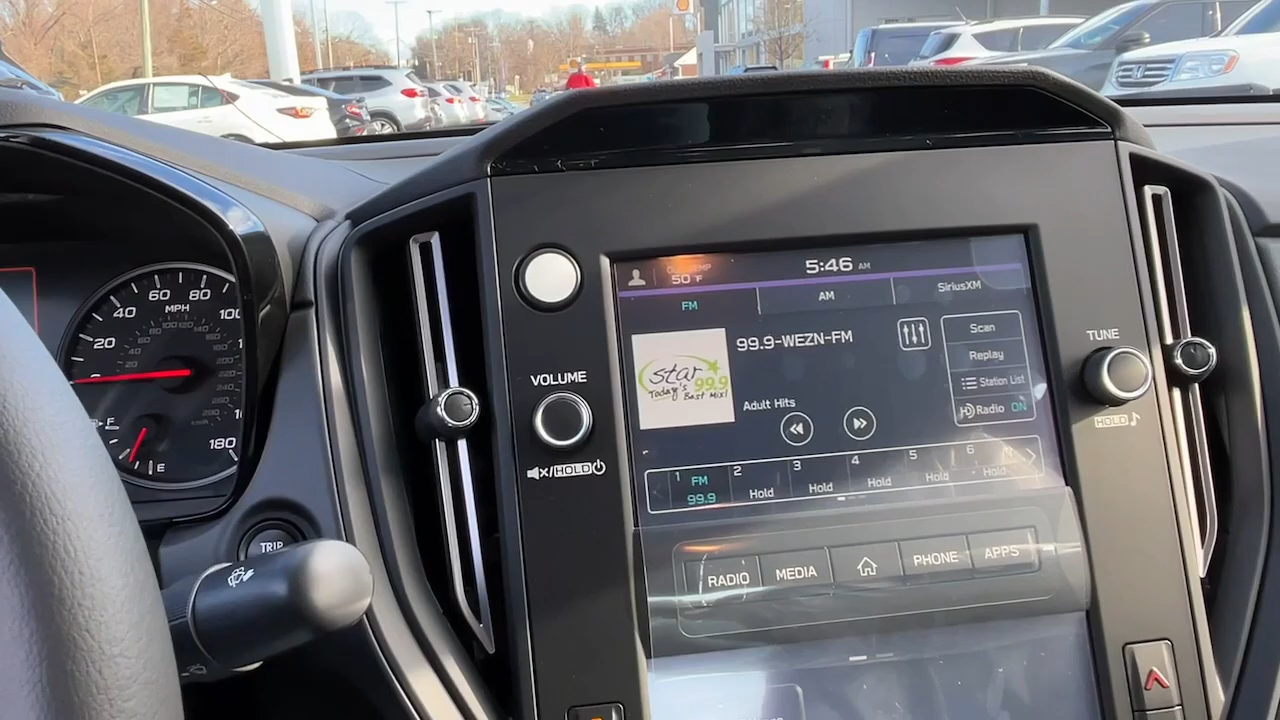 5:46 AM
50°F
FM
AM
SiriusXM
99.9-WEZN-FM
star 99.9
Today's Best Mix!
Adult Hits
Scan
Replay
Station List
HD Radio ON
1 FM 99.9
2 Hold
3 Hold
4 Hold
5 Hold
6 Hold
RADIO
MEDIA
PHONE
APPS
VOLUME
/HOLD
TUNE
HOLD
20
40
60
80
100
180
MPH
km/h
F
E
TRIP